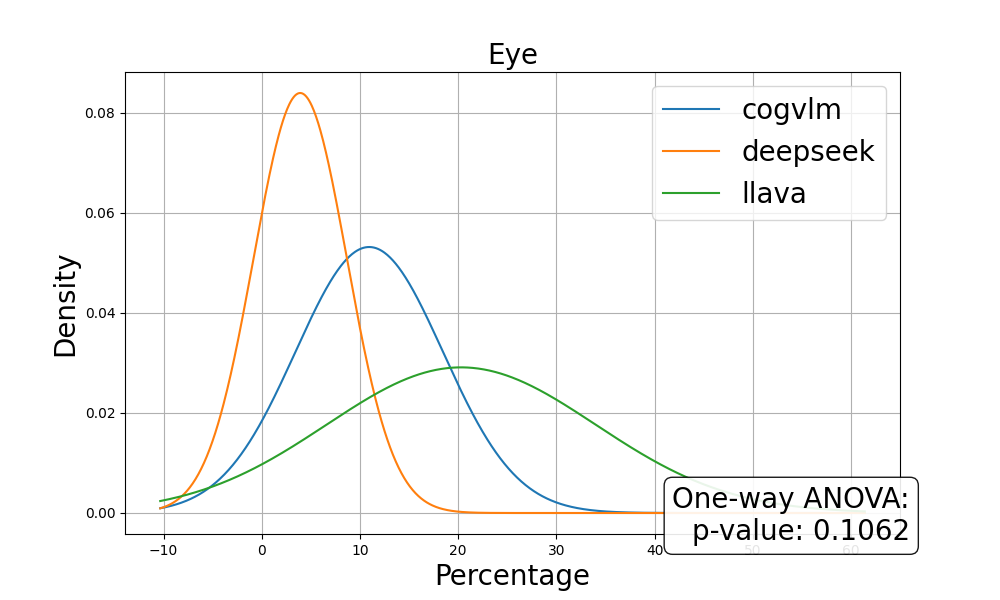 Eye
cogvlm
deepseek
llava
0.08
0.06
0.04
0.02
0.00
Density
One-way ANOVA:
p-value: 0.1062
−10
0
10
20
30
40
50
60
Percentage